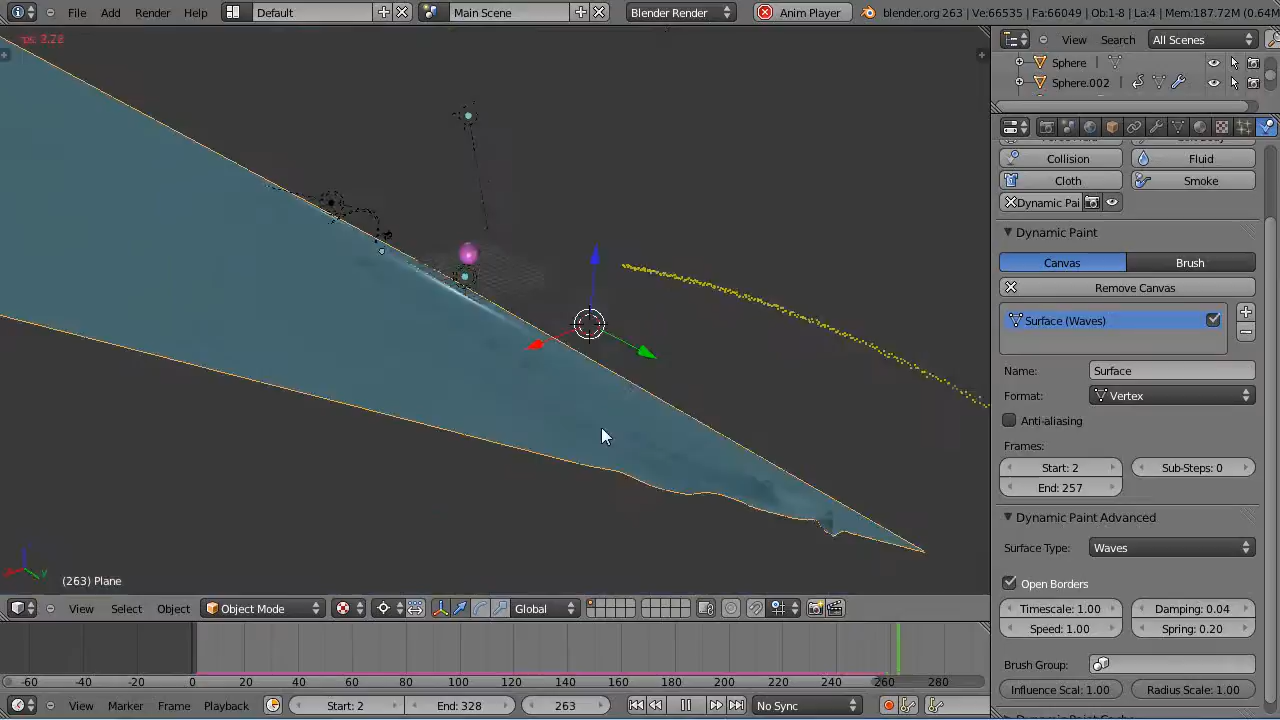 File Add Render Help Default Main Scene Blender Render Anim Player blender.org 263 | Ve:66535 | Fa:66049 | Ob:1-8 | La:4 | Mem:187.72M (0.64M
View Search All Scenes
Sphere
Sphere.002
Collision Fluid
Cloth Smoke
Dynamic Pai
Dynamic Paint
Canvas Brush
Remove Canvas
Surface (Waves)
Name: Surface
Format: Vertex
Anti-aliasing
Frames:
Start: 2 Sub-Steps: 0
End: 257
Dynamic Paint Advanced
Surface Type: Waves
Open Borders
Timescale: 1.00 Damping: 0.04
Speed: 1.00 Spring: 0.20
Brush Group:
Influence Scal: 1.00 Radius Scale: 1.00
(263) Plane
View Select Object Object Mode Global
-60 -40 -20 0 20 40 60 80 100 120 140 160 180 200 220 240 260 280
View Marker Frame Playback Start: 2 End: 328 263 No Sync